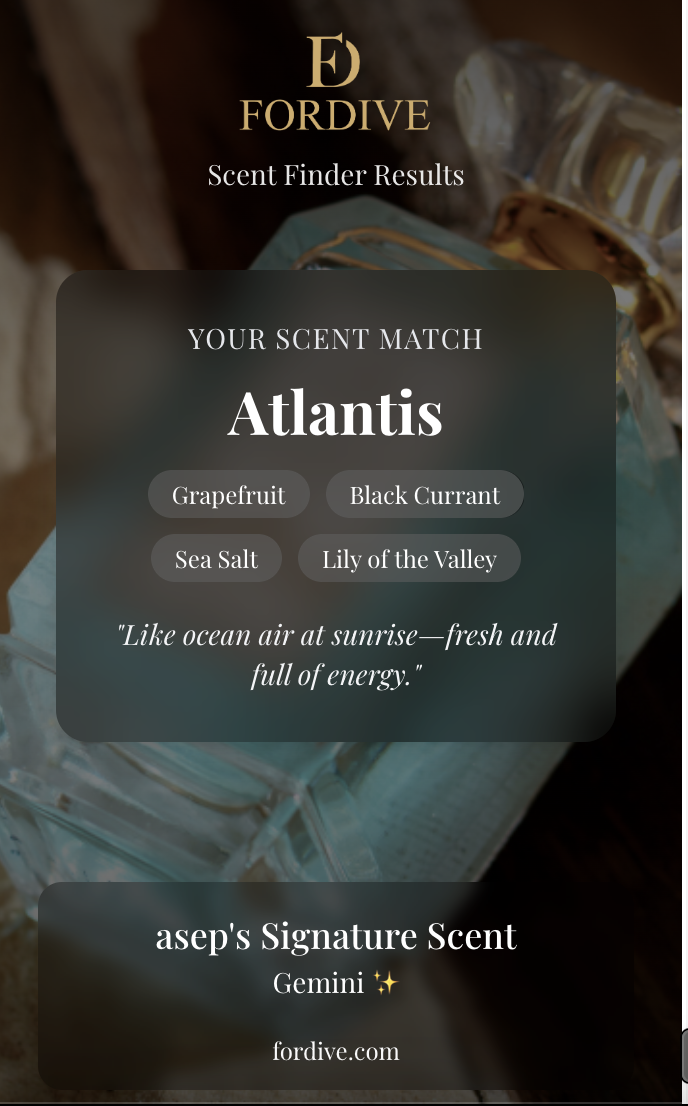 FD
FORDIVE
Scent Finder Results
YOUR SCENT MATCH
Atlantis
Grapefruit
Black Currant
Sea Salt
Lily of the Valley
"Like ocean air at sunrise—fresh and
full of energy."
asep's Signature Scent
Gemini ✨
fordive.com